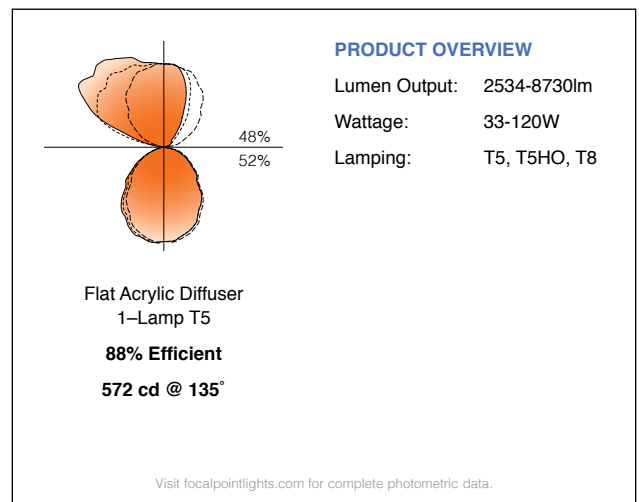 48%
52%
Flat Acrylic Diffuser
1–Lamp T5
88% Efficient
572 cd @ 135˚
PRODUCT OVERVIEW
Lumen Output: 2534-8730lm
Wattage: 33-120W
Lamping: T5, T5HO, T8
Visit focalpointlights.com for complete photometric data.